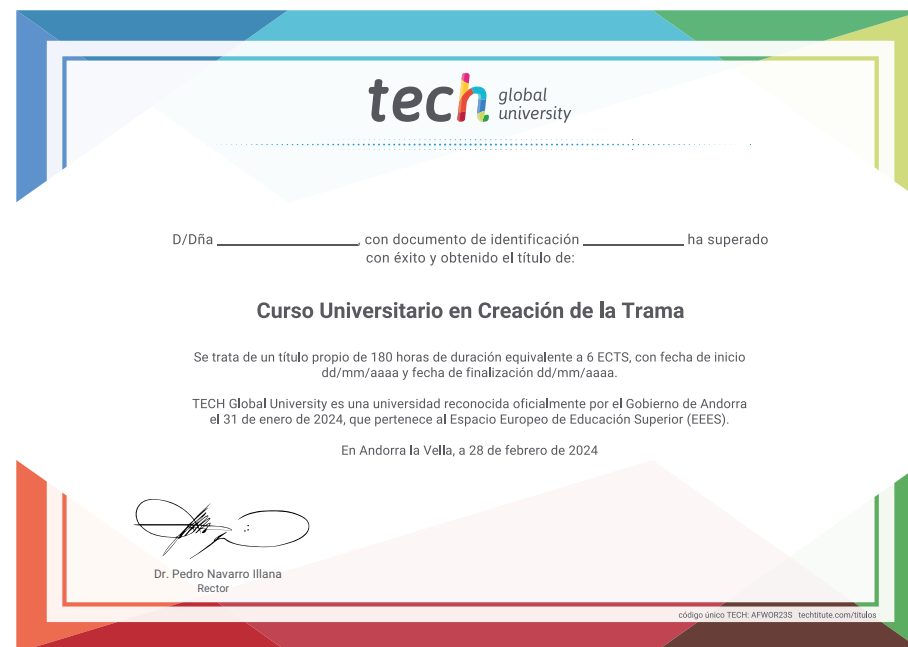 tech global
university
D/Dña ______________, con documento de identificación __________ ha superado
con éxito y obtenido el título de:
Curso Universitario en Creación de la Trama
Se trata de un título propio de 180 horas de duración equivalente a 6 ECTS, con fecha de inicio
dd/mm/aaaa y fecha de finalización dd/mm/aaaa.
TECH Global University es una universidad reconocida oficialmente por el Gobierno de Andorra
el 31 de enero de 2024, que pertenece al Espacio Europeo de Educación Superior (EEES).
En Andorra la Vella, a 28 de febrero de 2024
Dr. Pedro Navarro Illana
Rector
código único TECH: AFWOR23S techtitute.com/titulos